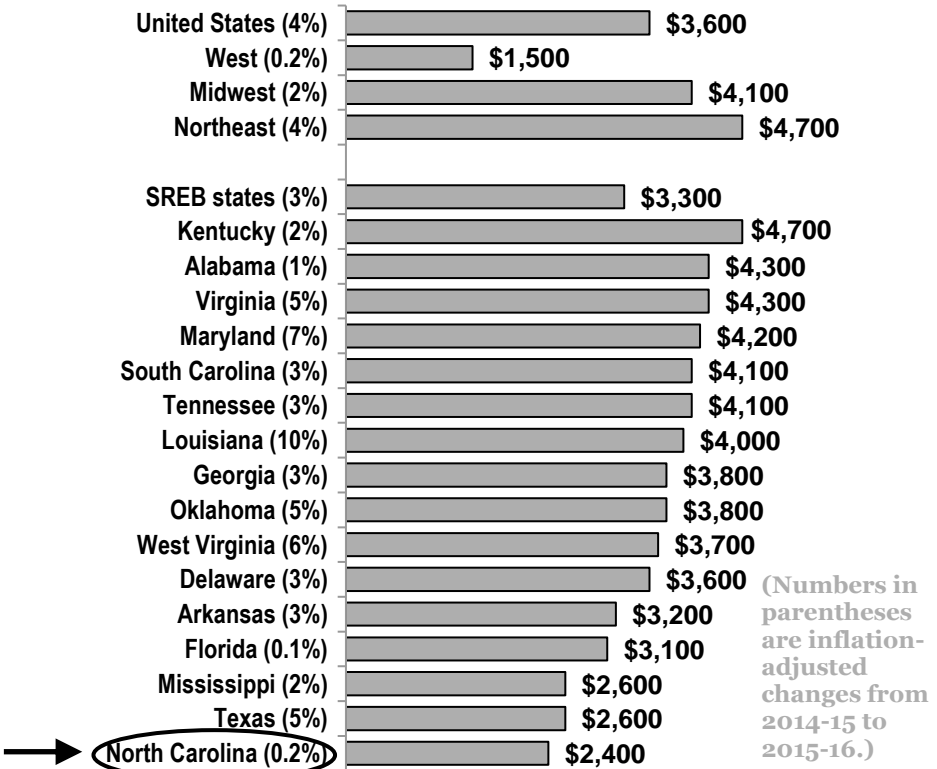 United States (4%) $3,600
West (0.2%) $1,500
Midwest (2%) $4,100
Northeast (4%) $4,700
SREB states (3%) $3,300
Kentucky (2%) $4,700
Alabama (1%) $4,300
Virginia (5%) $4,300
Maryland (7%) $4,200
South Carolina (3%) $4,100
Tennessee (3%) $4,100
Louisiana (10%) $4,000
Georgia (3%) $3,800
Oklahoma (5%) $3,800
West Virginia (6%) $3,700
Delaware (3%) $3,600
Arkansas (3%) $3,200
Florida (0.1%) $3,100
Mississippi (2%) $2,600
Texas (5%) $2,600
North Carolina (0.2%) $2,400
(Numbers in
parentheses
are inflation-
adjusted
changes from
2014-15 to
2015-16.)